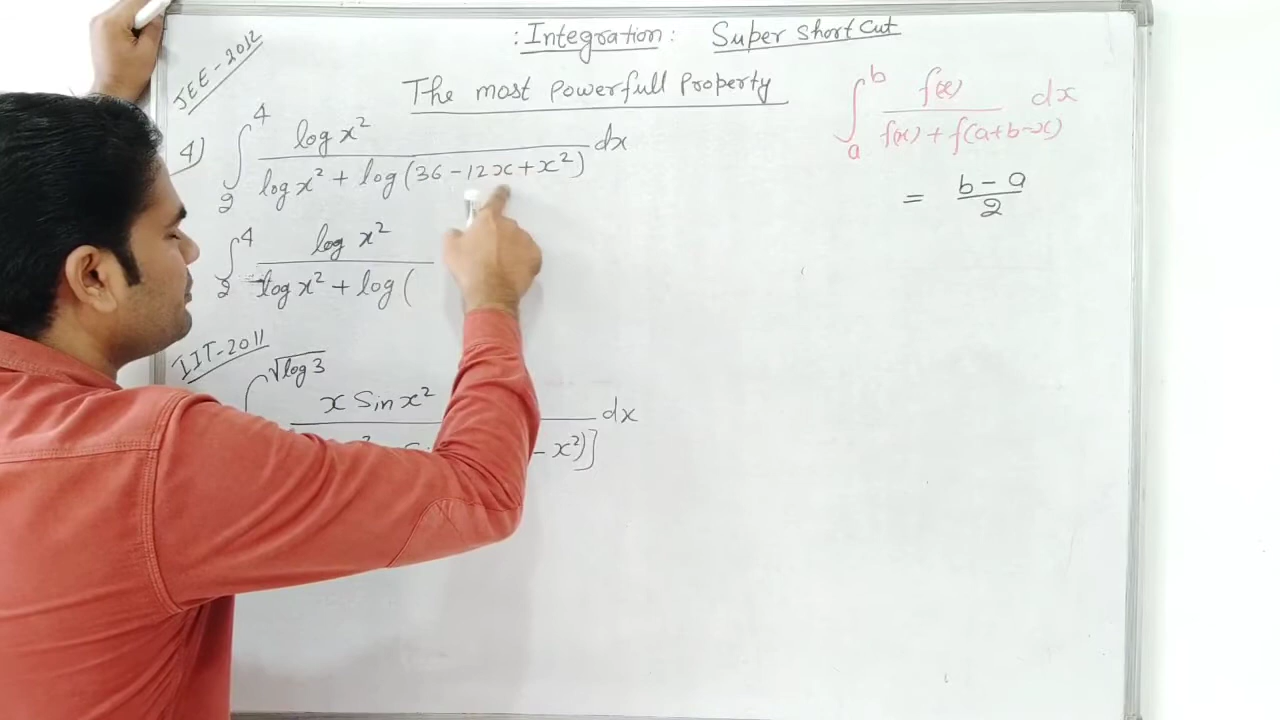 : Integration : Super short cut
The most powerfull Property
JEE-2012
4) ∫₂⁴ log x² / (log x² + log (36 - 12x + x²)) dx
∫₂⁴ log x² / (log x² + log (
IIT-2011
√log 3
x Sin x² dx
- x²)]
∫ₐᵇ f(x) / (f(x) + f(a+b-x)) dx
= (b - a) / 2